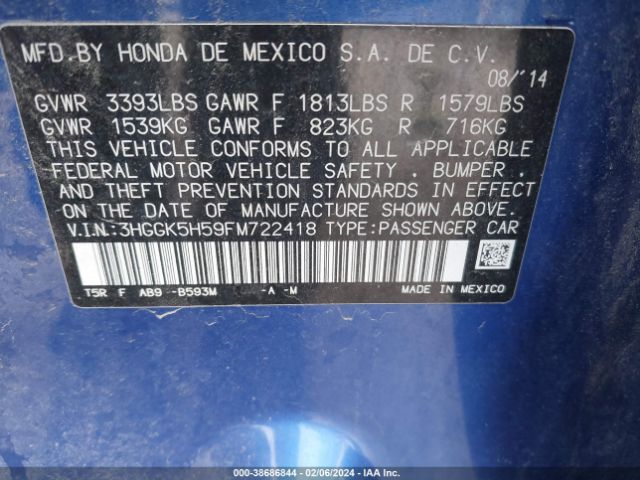 MFD.BY HONDA DE MEXICO S.A. DE C.V.
08/'14
GVWR 3393LBS GAWR F 1813LBS R 1579LBS
GVWR 1539KG GAWR F 823KG R 716KG
THIS VEHICLE CONFORMS TO ALL APPLICABLE
FEDERAL MOTOR VEHICLE SAFETY . BUMPER .
AND THEFT PREVENTION STANDARDS IN EFFECT
ON THE DATE OF MANUFACTURE SHOWN ABOVE.
V.I.N:3HGGK5H59FM722418 TYPE:PASSENGER CAR
T5R F AB9 -B593M -A -M MADE IN MEXICO
000-38686844 - 02/06/2024 - IAA Inc.